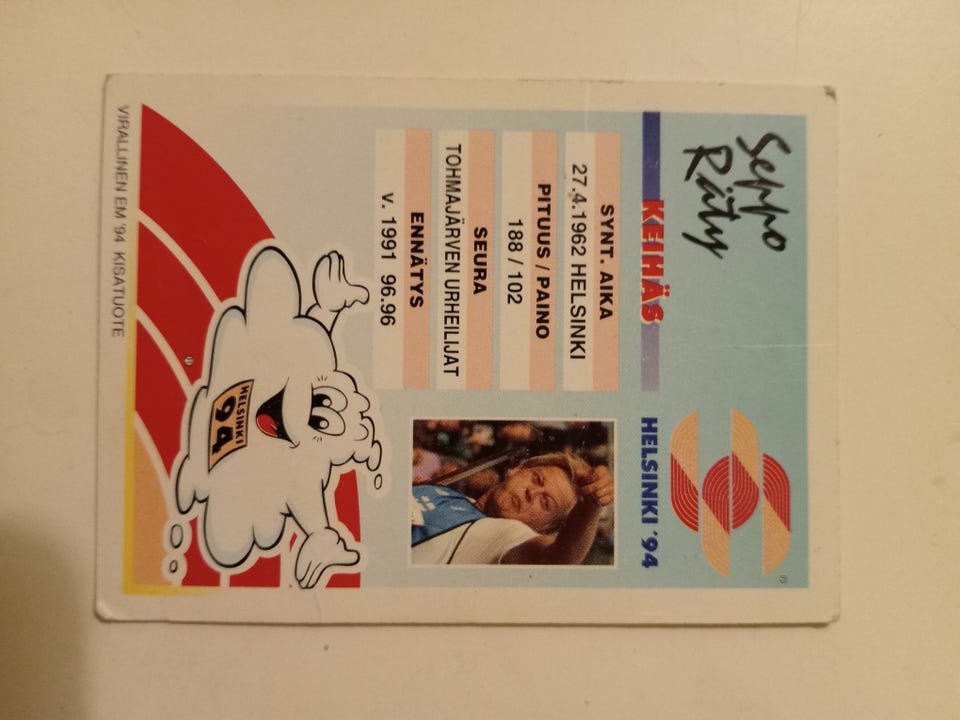 Seppo
Räty
KEIHÄS
HELSINKI '94
SYNT. AIKA
27.4.1962 HELSINKI
PITUUS / PAINO
188 / 102
SEURA
TOHMAJÄRVEN URHEILIJAT
ENNÄTYS
v. 1991 96.96
HELSINKI
94
VIRALLINEN EM '94 KISATUOTE